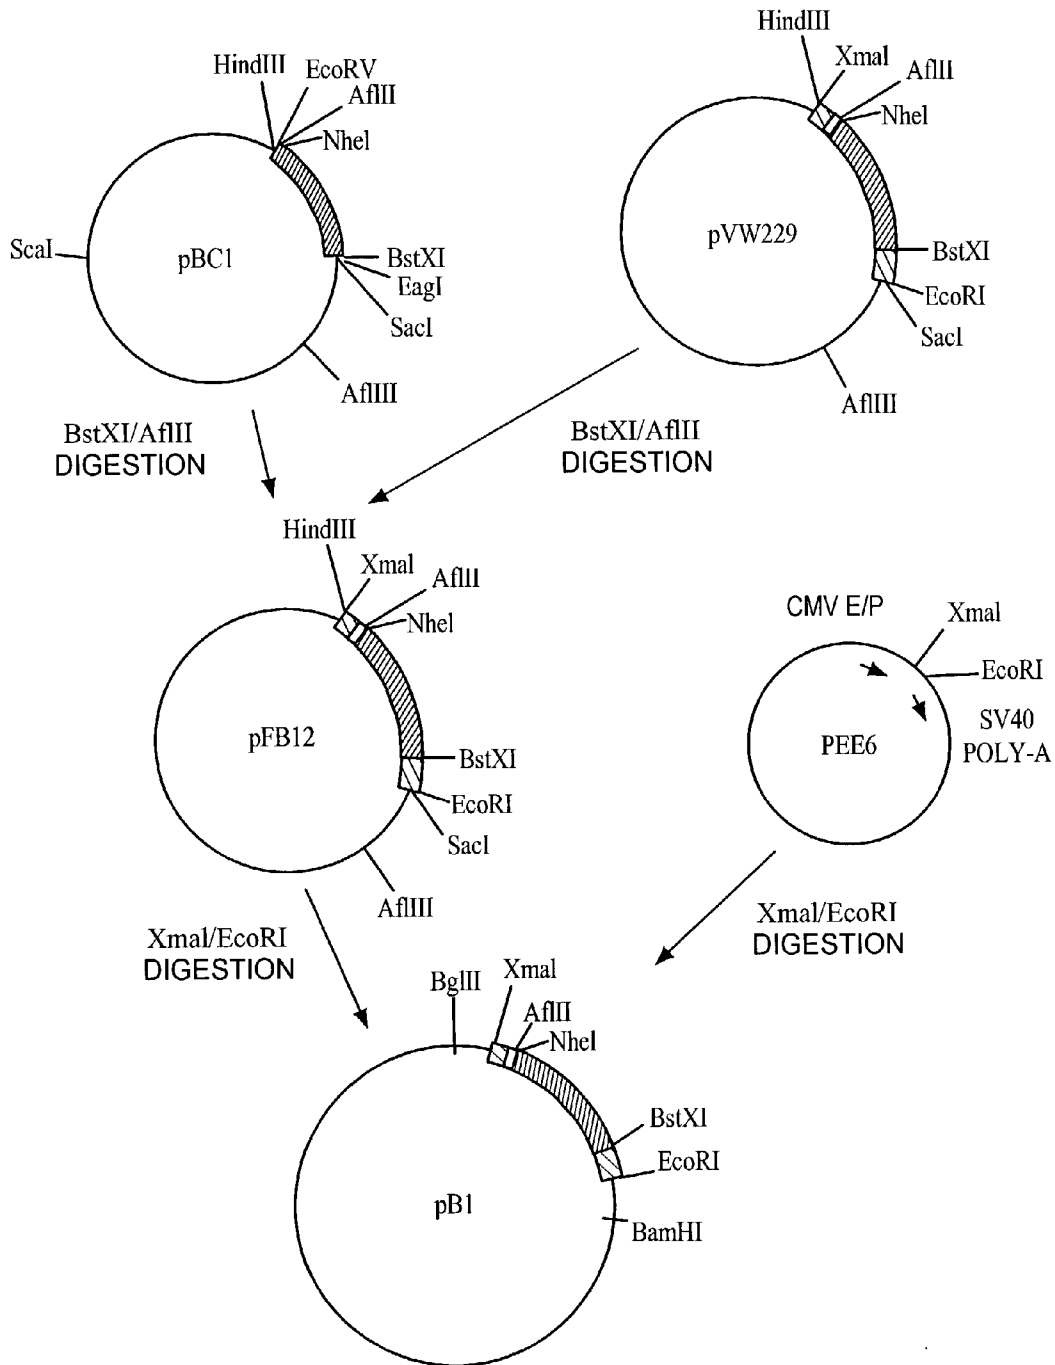 HindIII
EcoRV
AflII
NheI
ScaI
pBC1
BstXI
EagI
SacI
AflIII
HindIII
XmaI
AflII
NheI
pVW229
BstXI
EcoRI
SacI
AflIII
BstXI/AflII
DIGESTION
BstXI/AflII
DIGESTION
HindIII
XmaI
AflII
NheI
pFB12
BstXI
EcoRI
SacI
AflIII
CMV E/P
XmaI
EcoRI
PEE6
SV40
POLY-A
XmaI/EcoRI
DIGESTION
XmaI/EcoRI
DIGESTION
BglII
XmaI
AflII
NheI
BstXI
EcoRI
pB1
BamHI